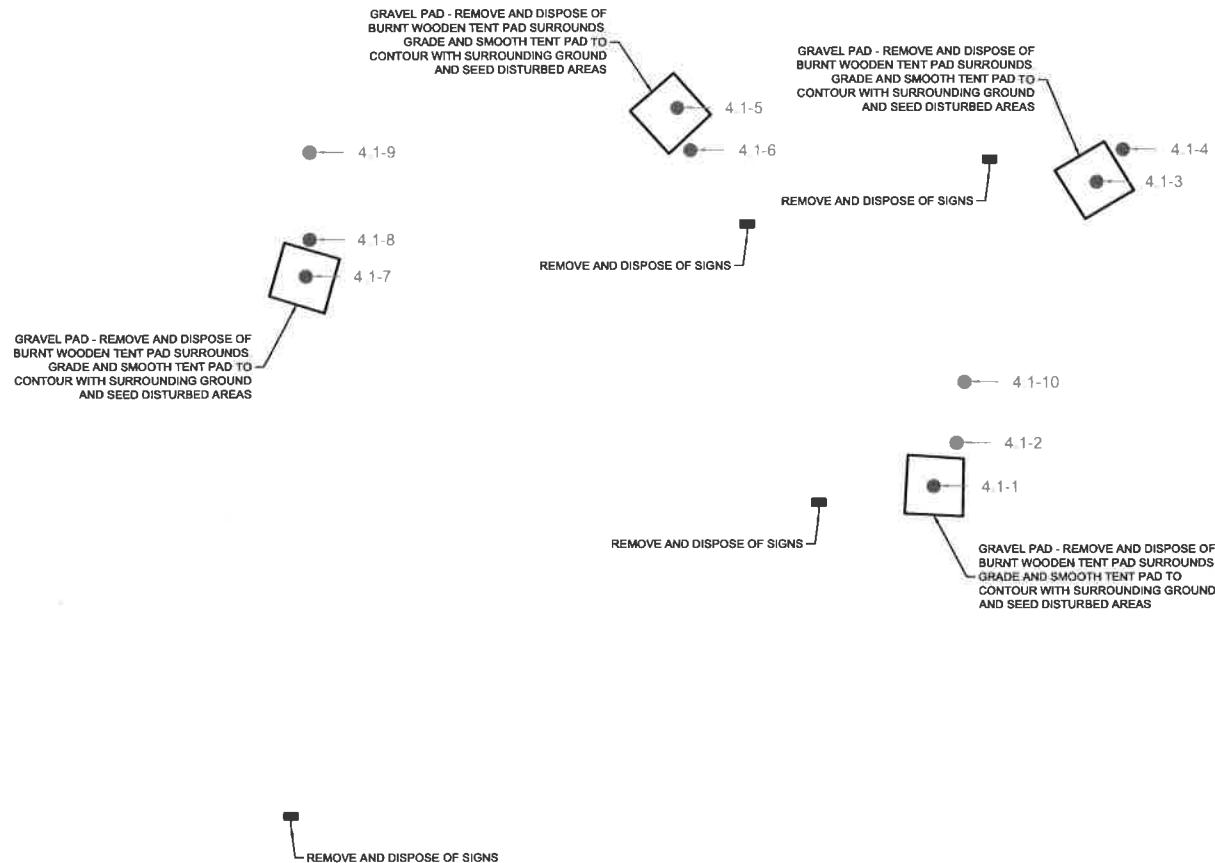 GRAVEL PAD - REMOVE AND DISPOSE OF
BURNT WOODEN TENT PAD SURROUNDS
GRADE AND SMOOTH TENT PAD TO
CONTOUR WITH SURROUNDING GROUND
AND SEED DISTURBED AREAS
4.1-5
4.1-6
GRAVEL PAD - REMOVE AND DISPOSE OF
BURNT WOODEN TENT PAD SURROUNDS
GRADE AND SMOOTH TENT PAD TO
CONTOUR WITH SURROUNDING GROUND
AND SEED DISTURBED AREAS
4.1-4
4.1-3
REMOVE AND DISPOSE OF SIGNS
REMOVE AND DISPOSE OF SIGNS
4.1-9
4.1-8
4.1-7
GRAVEL PAD - REMOVE AND DISPOSE OF
BURNT WOODEN TENT PAD SURROUNDS
GRADE AND SMOOTH TENT PAD TO
CONTOUR WITH SURROUNDING GROUND
AND SEED DISTURBED AREAS
4.1-10
4.1-2
4.1-1
REMOVE AND DISPOSE OF SIGNS
GRAVEL PAD - REMOVE AND DISPOSE OF
BURNT WOODEN TENT PAD SURROUNDS
GRADE AND SMOOTH TENT PAD TO
CONTOUR WITH SURROUNDING GROUND
AND SEED DISTURBED AREAS
REMOVE AND DISPOSE OF SIGNS